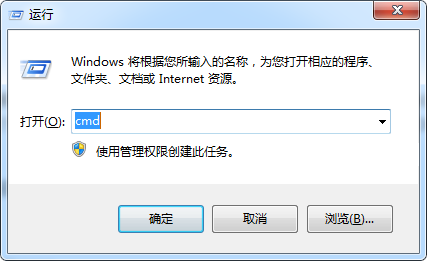 运行
Windows 将根据您所输入的名称，为您打开相应的程序、
文件夹、文档或 Internet 资源。
打开(O): cmd
使用管理权限创建此任务。
确定 取消 浏览(B)...